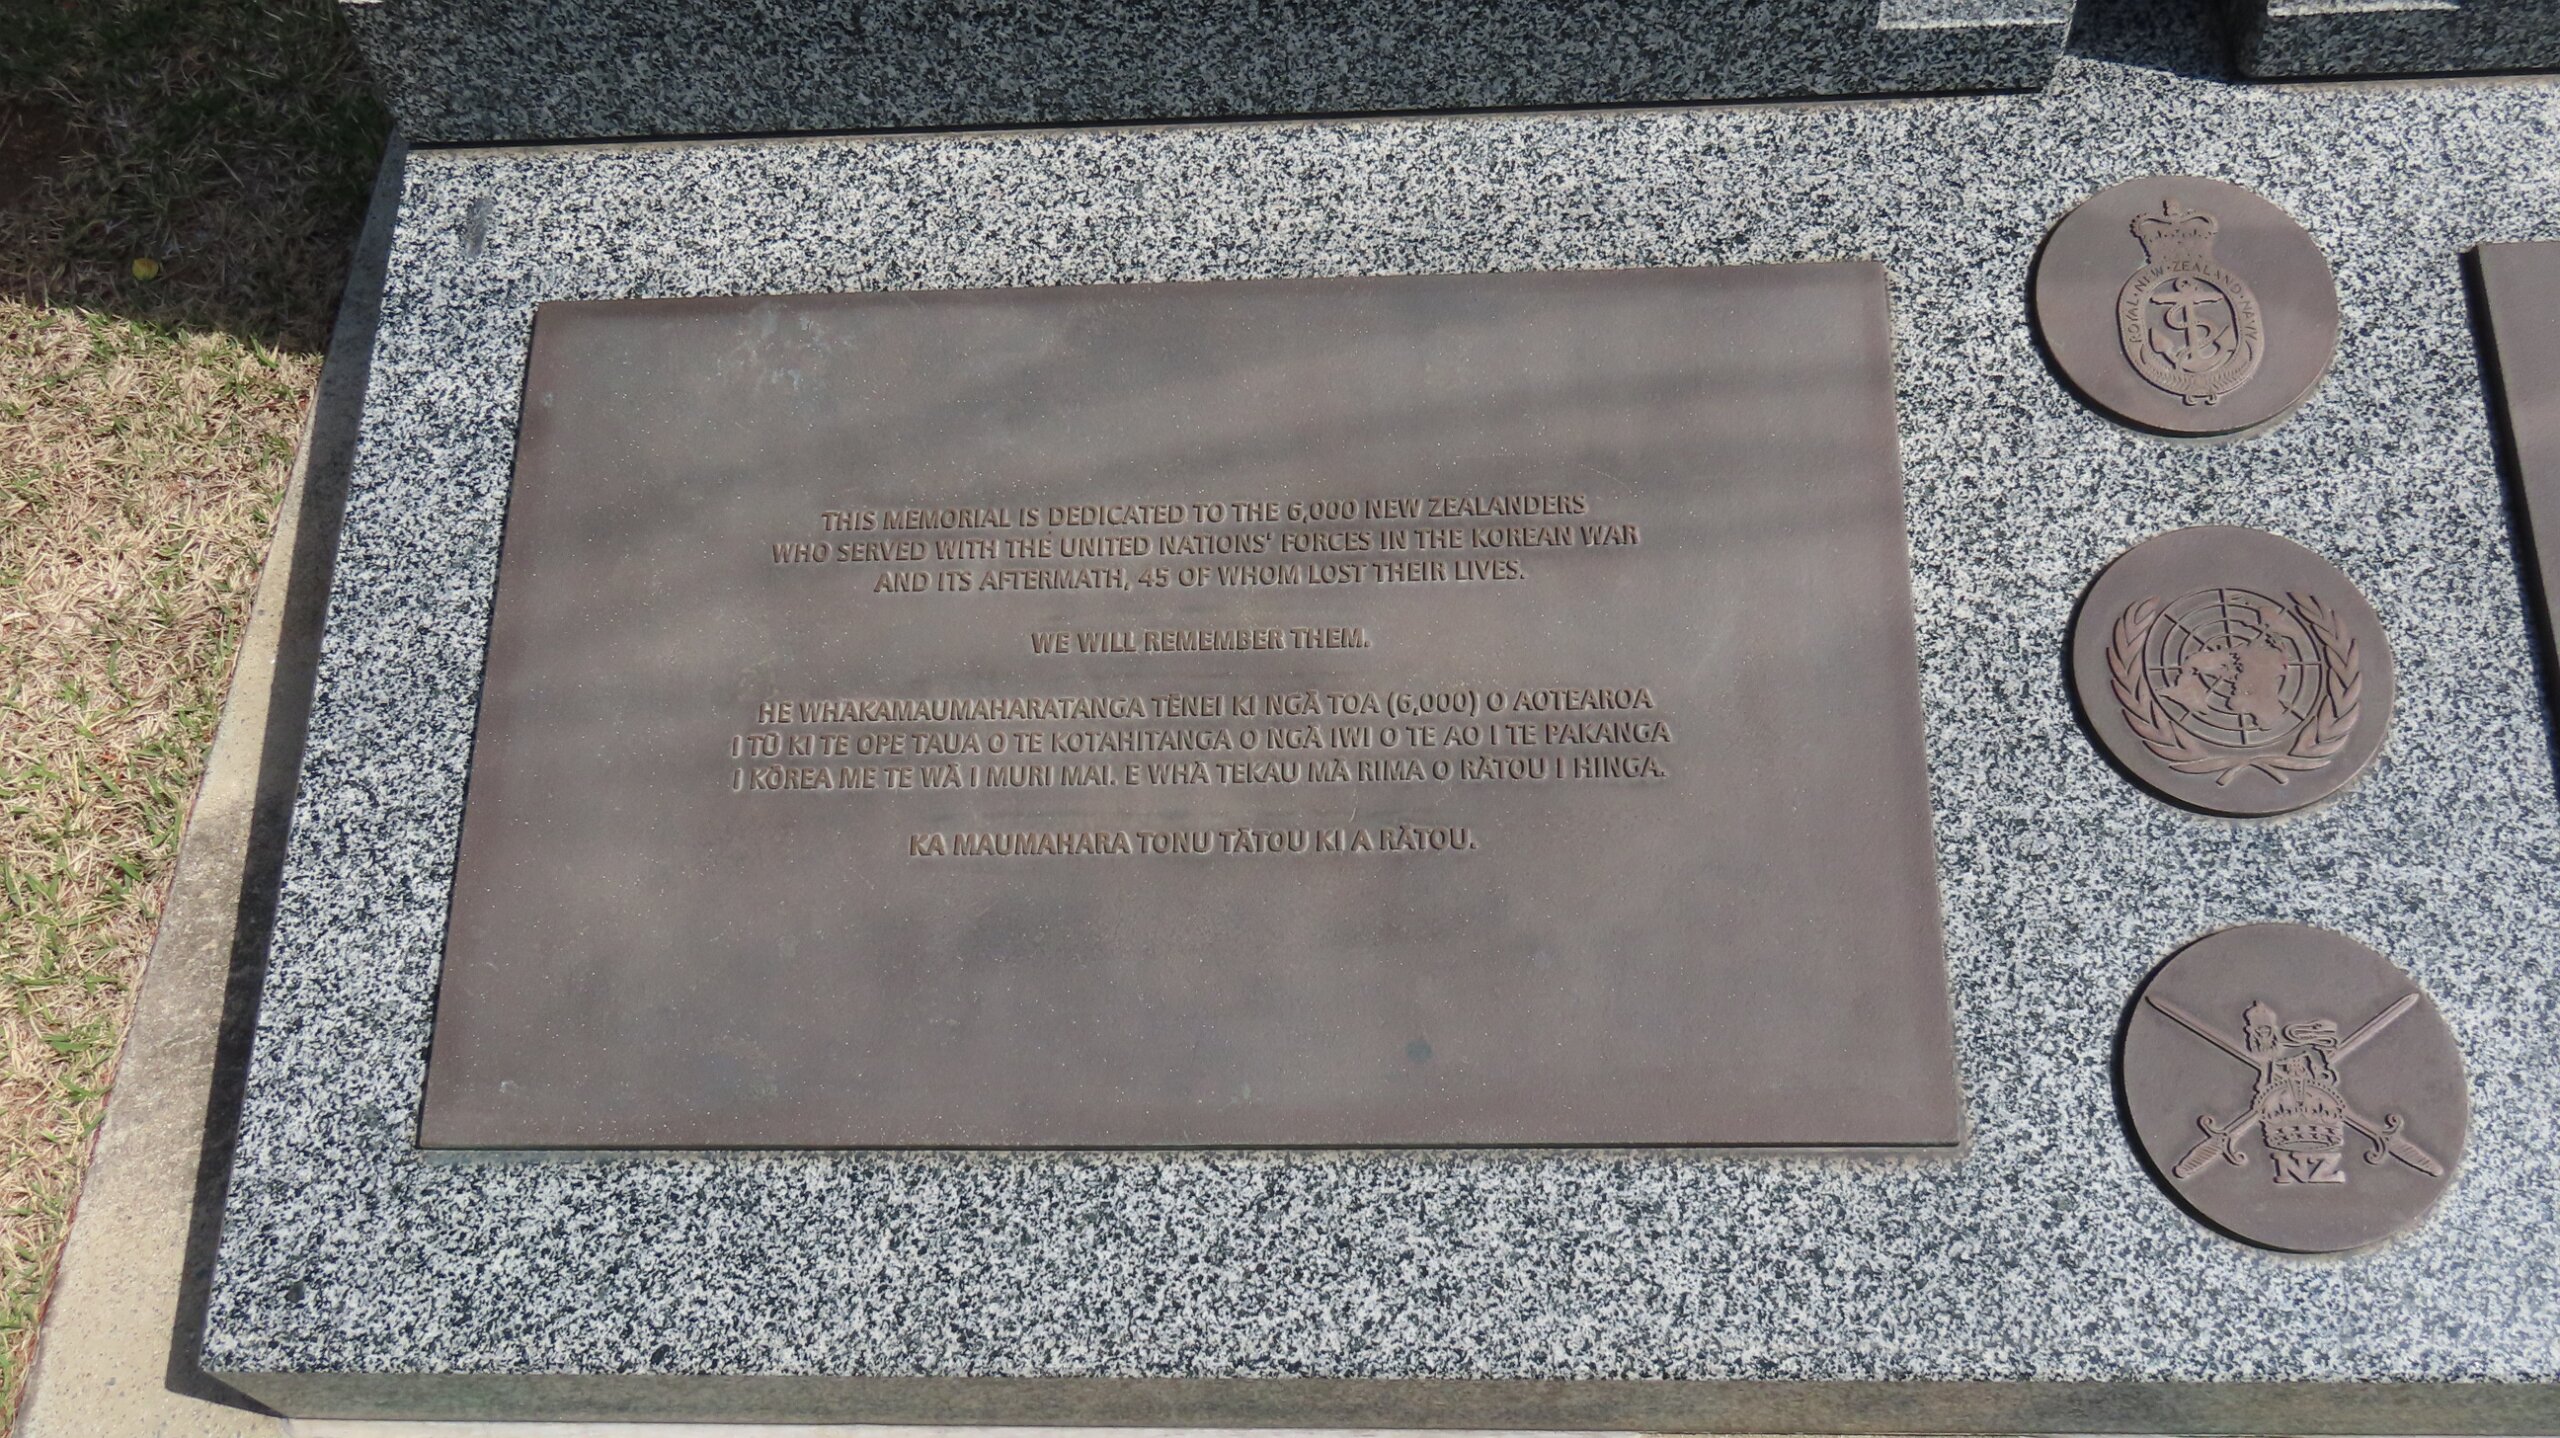 THIS MEMORIAL IS DEDICATED TO THE 6,000 NEW ZEALANDERS
WHO SERVED WITH THE UNITED NATIONS' FORCES IN THE KOREAN WAR
AND ITS AFTERMATH, 45 OF WHOM LOST THEIR LIVES.
WE WILL REMEMBER THEM.
HE WHAKAMAUMAHARATANGA TĒNEI KI NGĀ TOA (6,000) O AOTEAROA
I TŪ KI TE OPE TAUĀ O TE KOTAHITANGA O NGĀ IWI O TE AO I TE PAKANGA
I KŌREA ME TE WĀ I MURI MAI. E WHĀ TEKAU MĀ RIMA O RĀTOU I HINGA.
KA MAUMAHARA TONU TĀTOU KI A RĀTOU.
ROYAL·NEW·ZEALAND·NAVY
NZ